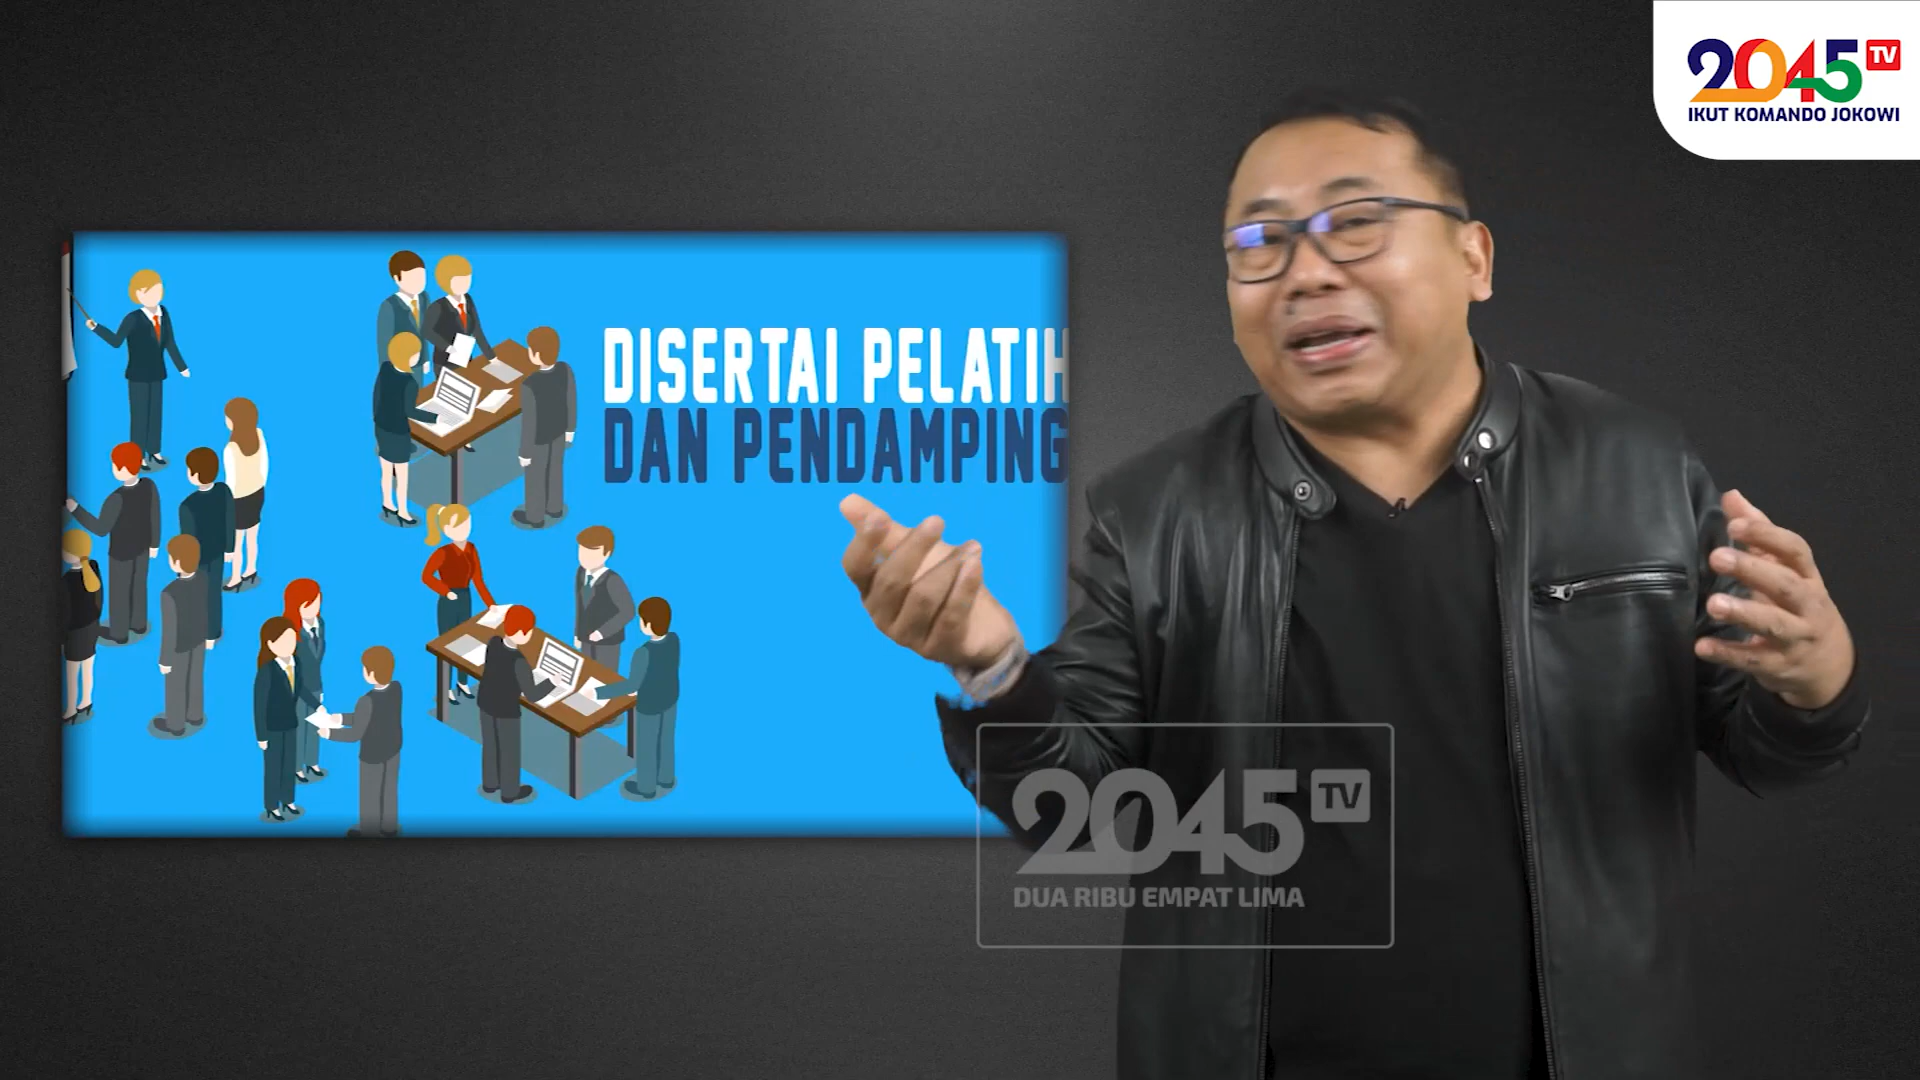 2045 TV
IKUT KOMANDO JOKOWI
DISERTAI PELATIH
DAN PENDAMPING
2045 TV
DUA RIBU EMPAT LIMA